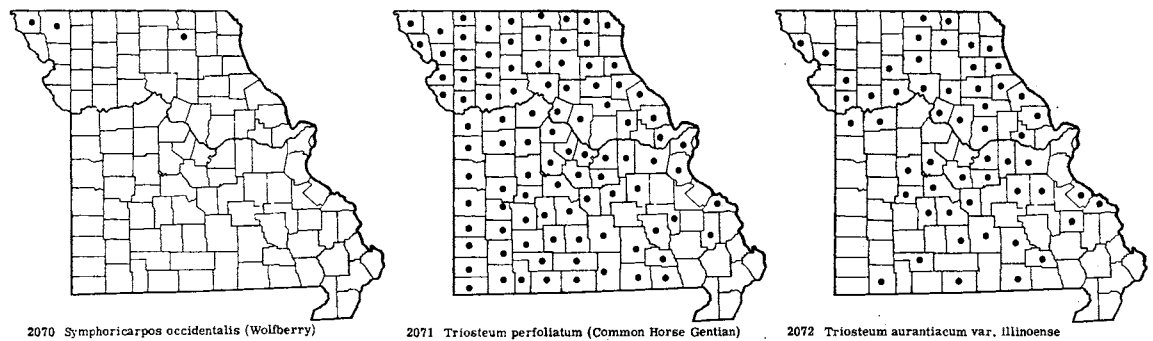 2070 Symphoricarpos occidentalis (Wolfberry)
2071 Triosteum perfoliatum (Common Horse Gentian)
2072 Triosteum aurantiacum var. illinoense